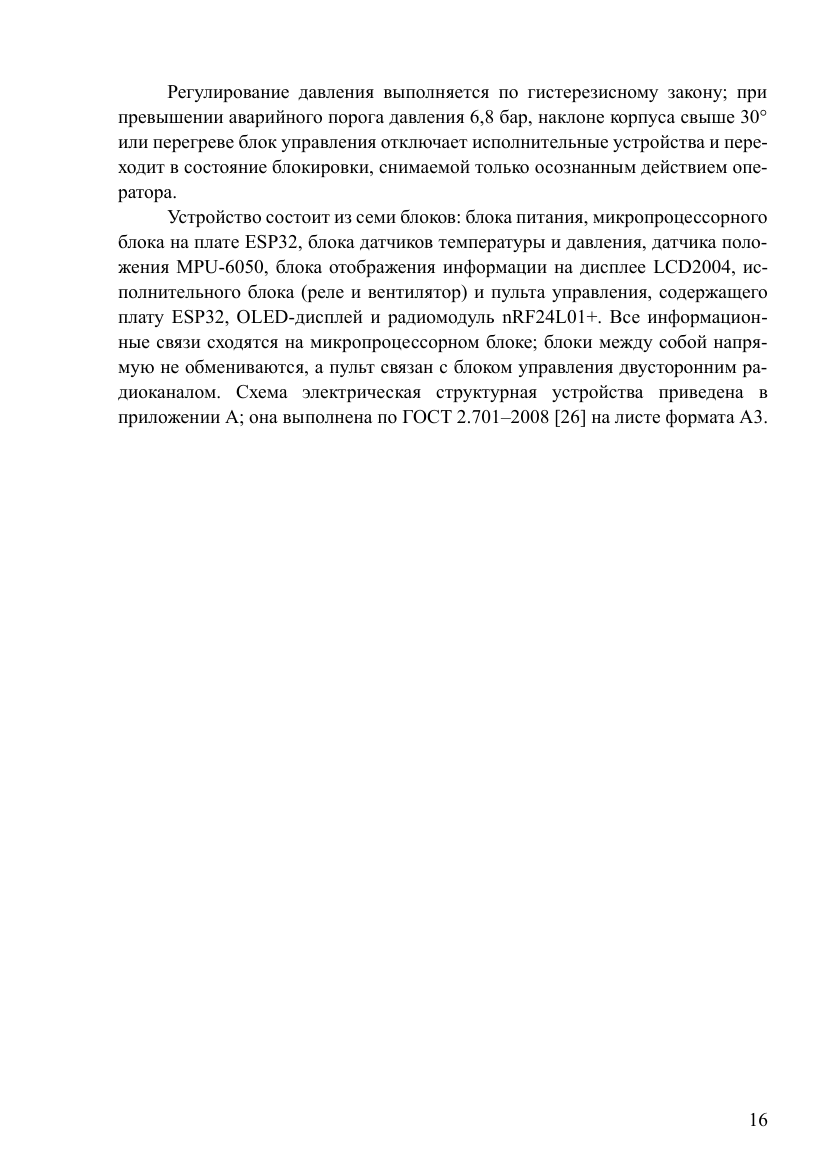 Регулирование давления выполняется по гистерезисному закону; при
превышении аварийного порога давления 6,8 бар, наклоне корпуса свыше 30°
или перегреве блок управления отключает исполнительные устройства и пере-
ходит в состояние блокировки, снимаемой только осознанным действием опе-
ратора.
Устройство состоит из семи блоков: блока питания, микропроцессорного
блока на плате ESP32, блока датчиков температуры и давления, датчика поло-
жения MPU-6050, блока отображения информации на дисплее LCD2004, ис-
полнительного блока (реле и вентилятор) и пульта управления, содержащего
плату ESP32, OLED-дисплей и радиомодуль nRF24L01+. Все информацион-
ные связи сходятся на микропроцессорном блоке; блоки между собой напря-
мую не обмениваются, а пульт связан с блоком управления двусторонним ра-
диоканалом. Схема электрическая структурная устройства приведена в
приложении А; она выполнена по ГОСТ 2.701–2008 [26] на листе формата А3.
16